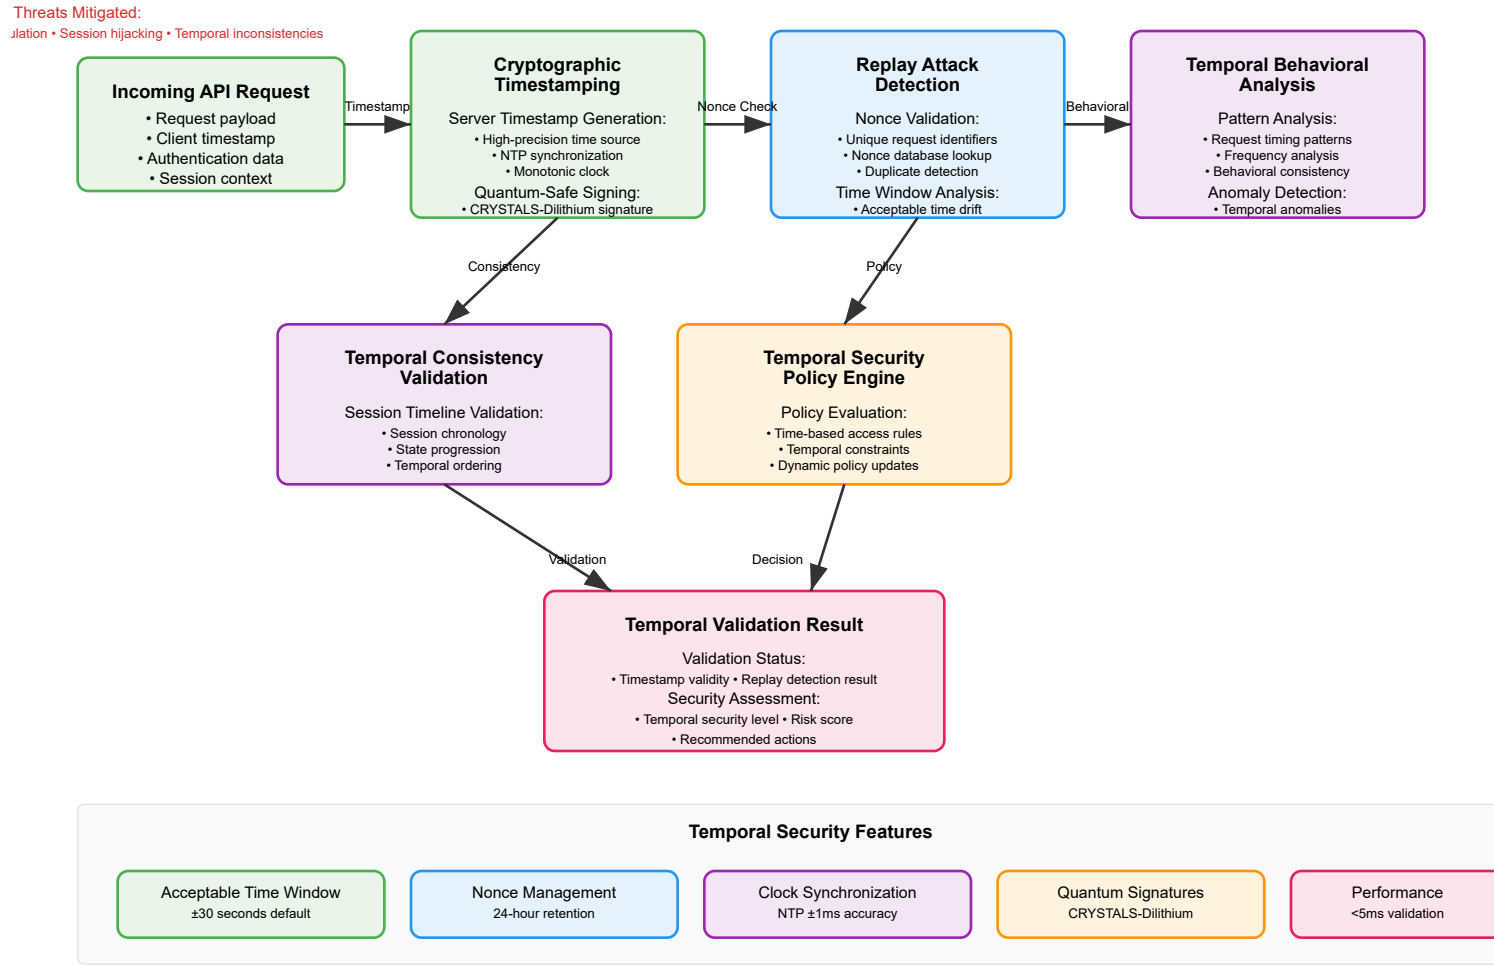 Threats Mitigated:
• Session hijacking • Temporal inconsistencies
Incoming API Request
• Request payload
• Client timestamp
• Authentication data
• Session context
Timestamp
Cryptographic
Timestamping
Server Timestamp Generation:
• High-precision time source
• NTP synchronization
• Monotonic clock
Quantum-Safe Signing:
• CRYSTALS-Dilithium signature
Nonce Check
Replay Attack
Detection
Nonce Validation:
• Unique request identifiers
• Nonce database lookup
• Duplicate detection
Time Window Analysis:
• Acceptable time drift
Behavioral
Temporal Behavioral
Analysis
Pattern Analysis:
• Request timing patterns
• Frequency analysis
• Behavioral consistency
Anomaly Detection:
• Temporal anomalies
Consistency
Policy
Temporal Consistency
Validation
Session Timeline Validation:
• Session chronology
• State progression
• Temporal ordering
Temporal Security
Policy Engine
Policy Evaluation:
• Time-based access rules
• Temporal constraints
• Dynamic policy updates
Validation
Decision
Temporal Validation Result
Validation Status:
• Timestamp validity • Replay detection result
Security Assessment:
• Temporal security level • Risk score
• Recommended actions
Temporal Security Features
Acceptable Time Window
±30 seconds default
Nonce Management
24-hour retention
Clock Synchronization
NTP ±1ms accuracy
Quantum Signatures
CRYSTALS-Dilithium
Performance
<5ms validation